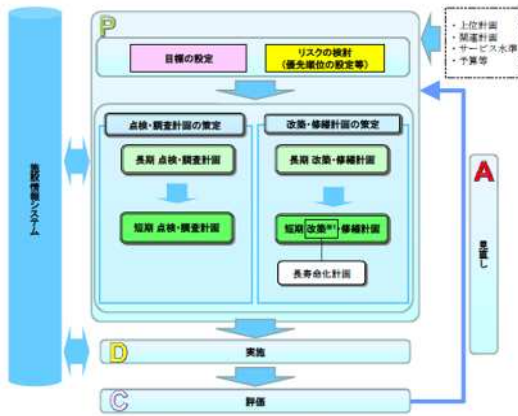 P
目標の設定
リスクの検討
(優先順位の設定等)
・上位計画
・関連計画
・サービス水準
・予算等
点検・調査計画の策定
改築・修繕計画の策定
長期 点検・調査計画
長期 改築・修繕計画
短期 点検・調査計画
短期 改築※1・修繕計画
長寿命化計画
施設情報システム
A
見直し
D
実施
C
評価